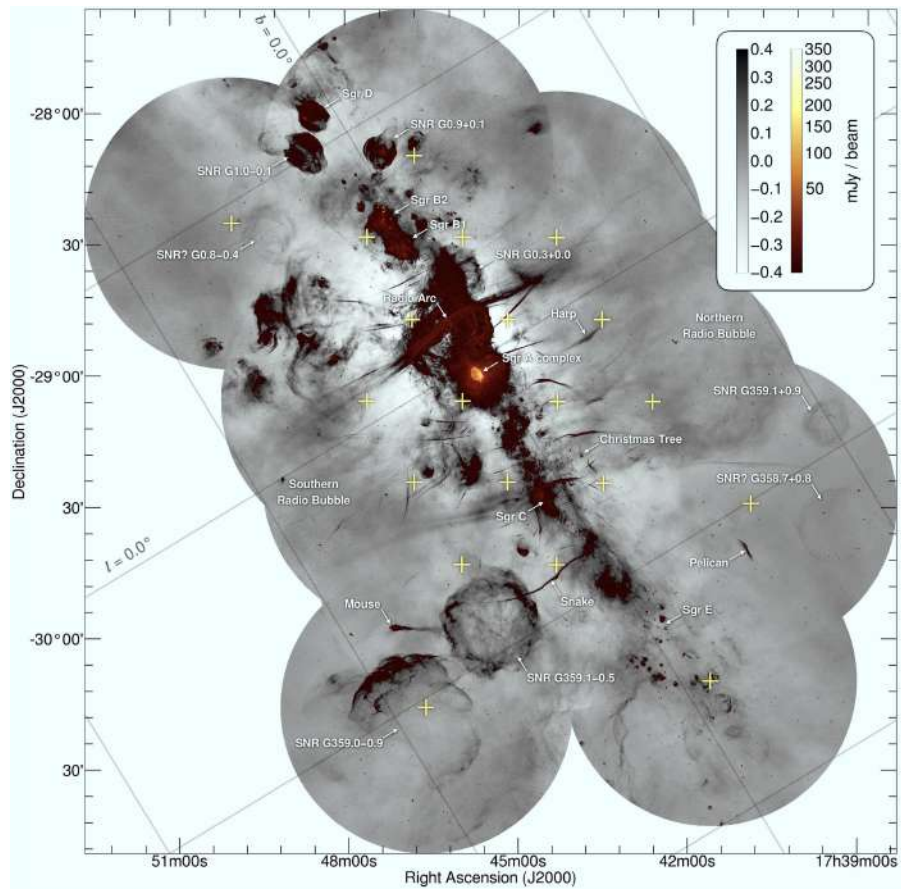 b = 0.0°
0.4
0.3
0.2
0.1
0.0
-0.1
-0.2
-0.3
-0.4
350
300
250
200
150
100
50
mJy / beam
-28°00'
30'
-29°00'
30'
-30°00'
30'
Declination (J2000)
Sgr D
SNR G0.9+0.1
SNR G1.0-0.1
Sgr B2
Sgr B1
SNR? G0.8-0.4
SNR G0.3+0.0
Radio Arc
Harp
Northern
Radio Bubble
Sgr A complex
SNR G359.1+0.9
Christmas Tree
SNR? G358.7+0.8
Southern
Radio Bubble
Sgr C
l = 0.0°
Pelican
Snake
Mouse
Sgr E
SNR G359.1-0.5
SNR G359.0-0.9
51m00s
48m00s
45m00s
42m00s
17h39m00s
Right Ascension (J2000)